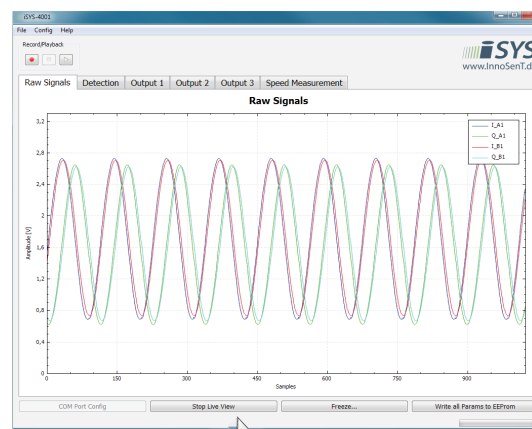 iSYS-4001
File Config Help
Record/Playback
iSYS
www.InnoSenT.d
Raw Signals Detection Output 1 Output 2 Output 3 Speed Measurement
Raw Signals
3,2
2,8
2,4
2
1,6
1,2
0,8
0,4
0
Amplitude [V]
I_A1
Q_A1
I_B1
Q_B1
0 150 300 450 600 750 900
Samples
COM Port Config Stop Live View Freeze... Write all Params to EEProm